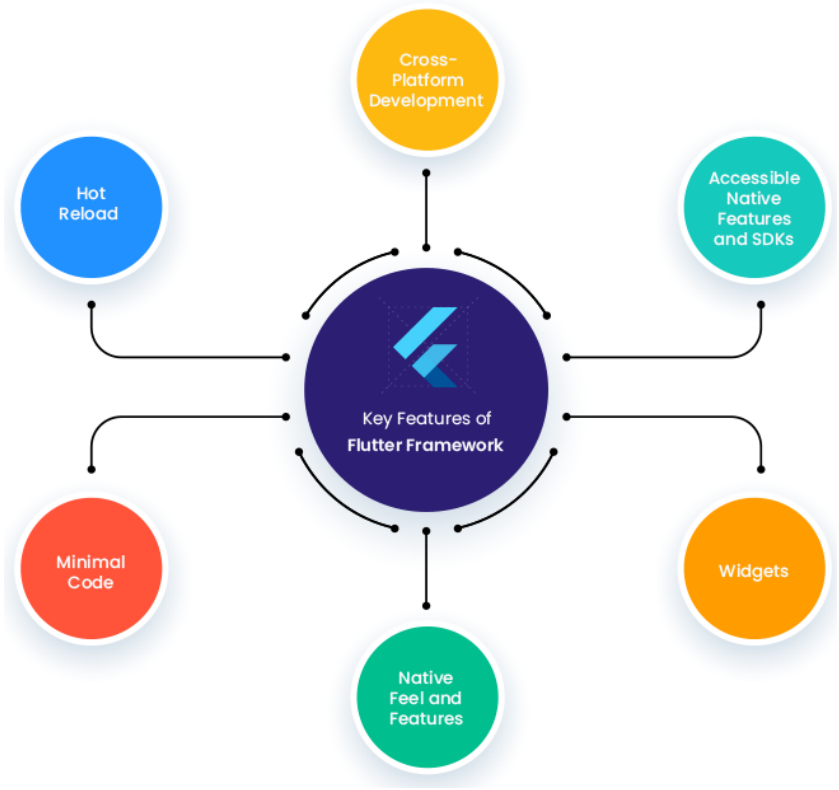 Cross-
Platform
Development
Hot
Reload
Accessible
Native
Features
and SDKs
Key Features of
Flutter Framework
Minimal
Code
Widgets
Native
Feel and
Features